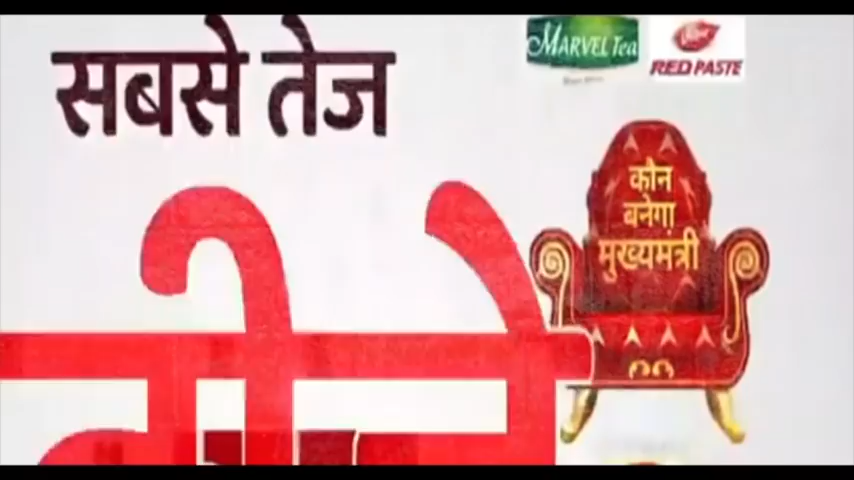 सबसे तेज
MARVEL Tea
RED PASTE
कौन
बनेगा
मुख्यमंत्री